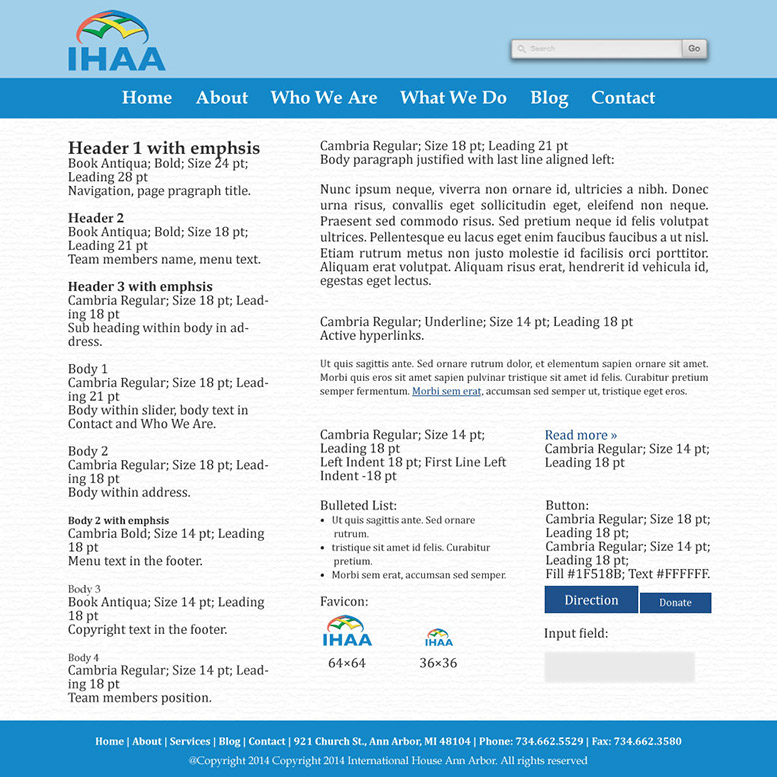 IHAA
Search
Go
Home About Who We Are What We Do Blog Contact
Header 1 with emphsis
Book Antiqua; Bold; Size 24 pt;
Leading 28 pt
Navigation, page pragraph title.
Header 2
Book Antiqua; Bold; Size 18 pt;
Leading 21 pt
Team members name, menu text.
Header 3 with emphsis
Cambria Regular; Size 18 pt; Lead-
ing 18 pt
Sub heading within body in ad-
dress.
Body 1
Cambria Regular; Size 18 pt; Lead-
ing 21 pt
Body within slider, body text in
Contact and Who We Are.
Body 2
Cambria Regular; Size 18 pt; Lead-
ing 18 pt
Body within address.
Body 2 with emphsis
Cambria Bold; Size 14 pt; Leading
18 pt
Menu text in the footer.
Body 3
Book Antiqua; Size 14 pt; Leading
18 pt
Copyright text in the footer.
Body 4
Cambria Regular; Size 14 pt; Lead-
ing 18 pt
Team members position.
Cambria Regular; Size 18 pt; Leading 21 pt
Body paragraph justified with last line aligned left:
Nunc ipsum neque, viverra non ornare id, ultricies a nibh. Donec
urna risus, convallis eget sollicitudin eget, eleifend non neque.
Praesent sed commodo risus. Sed pretium neque id felis volutpat
ultrices. Pellentesque eu lacus eget enim faucibus faucibus a ut nisl.
Etiam rutrum metus non justo molestie id facilisis orci porttitor.
Aliquam erat volutpat. Aliquam risus erat, hendrerit id vehicula id,
egestas eget lectus.
Cambria Regular; Underline; Size 14 pt; Leading 18 pt
Active hyperlinks.
Ut quis sagittis ante. Sed ornare rutrum dolor, et elementum sapien ornare sit amet.
Morbi quis eros sit amet sapien pulvinar tristique sit amet id felis. Curabitur pretium
semper fermentum. Morbi sem erat, accumsan sed semper ut, tristique eget eros.
Cambria Regular; Size 14 pt;
Leading 18 pt
Left Indent 18 pt; First Line Left
Indent -18 pt
Bulleted List:
• Ut quis sagittis ante. Sed ornare
rutrum.
• tristique sit amet id felis. Curabitur
pretium.
• Morbi sem erat, accumsan sed semper.
Favicon:
IHAA
64×64
IHAA
36×36
Read more »
Cambria Regular; Size 14 pt;
Leading 18 pt
Button:
Cambria Regular; Size 18 pt;
Leading 18 pt;
Cambria Regular; Size 14 pt;
Leading 18 pt;
Fill #1F518B; Text #FFFFFF.
Direction
Donate
Input field:
Home | About | Services | Blog | Contact | 921 Church St., Ann Arbor, MI 48104 | Phone: 734.662.5529 | Fax: 734.662.3580
@Copyright 2014 Copyright 2014 International House Ann Arbor. All rights reserved